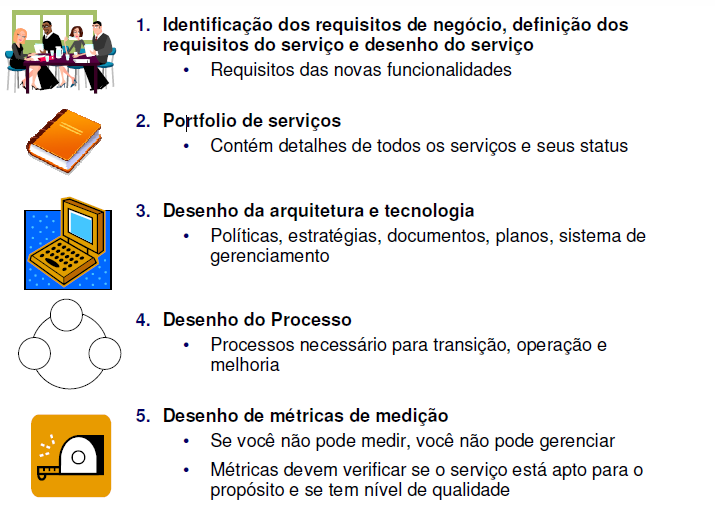 1. Identificação dos requisitos de negócio, definição dos
requisitos do serviço e desenho do serviço
• Requisitos das novas funcionalidades
2. Portfolio de serviços
• Contém detalhes de todos os serviços e seus status
3. Desenho da arquitetura e tecnologia
• Políticas, estratégias, documentos, planos, sistema de
gerenciamento
4. Desenho do Processo
• Processos necessário para transição, operação e
melhoria
5. Desenho de métricas de medição
• Se você não pode medir, você não pode gerenciar
• Métricas devem verificar se o serviço está apto para o
propósito e se tem nível de qualidade